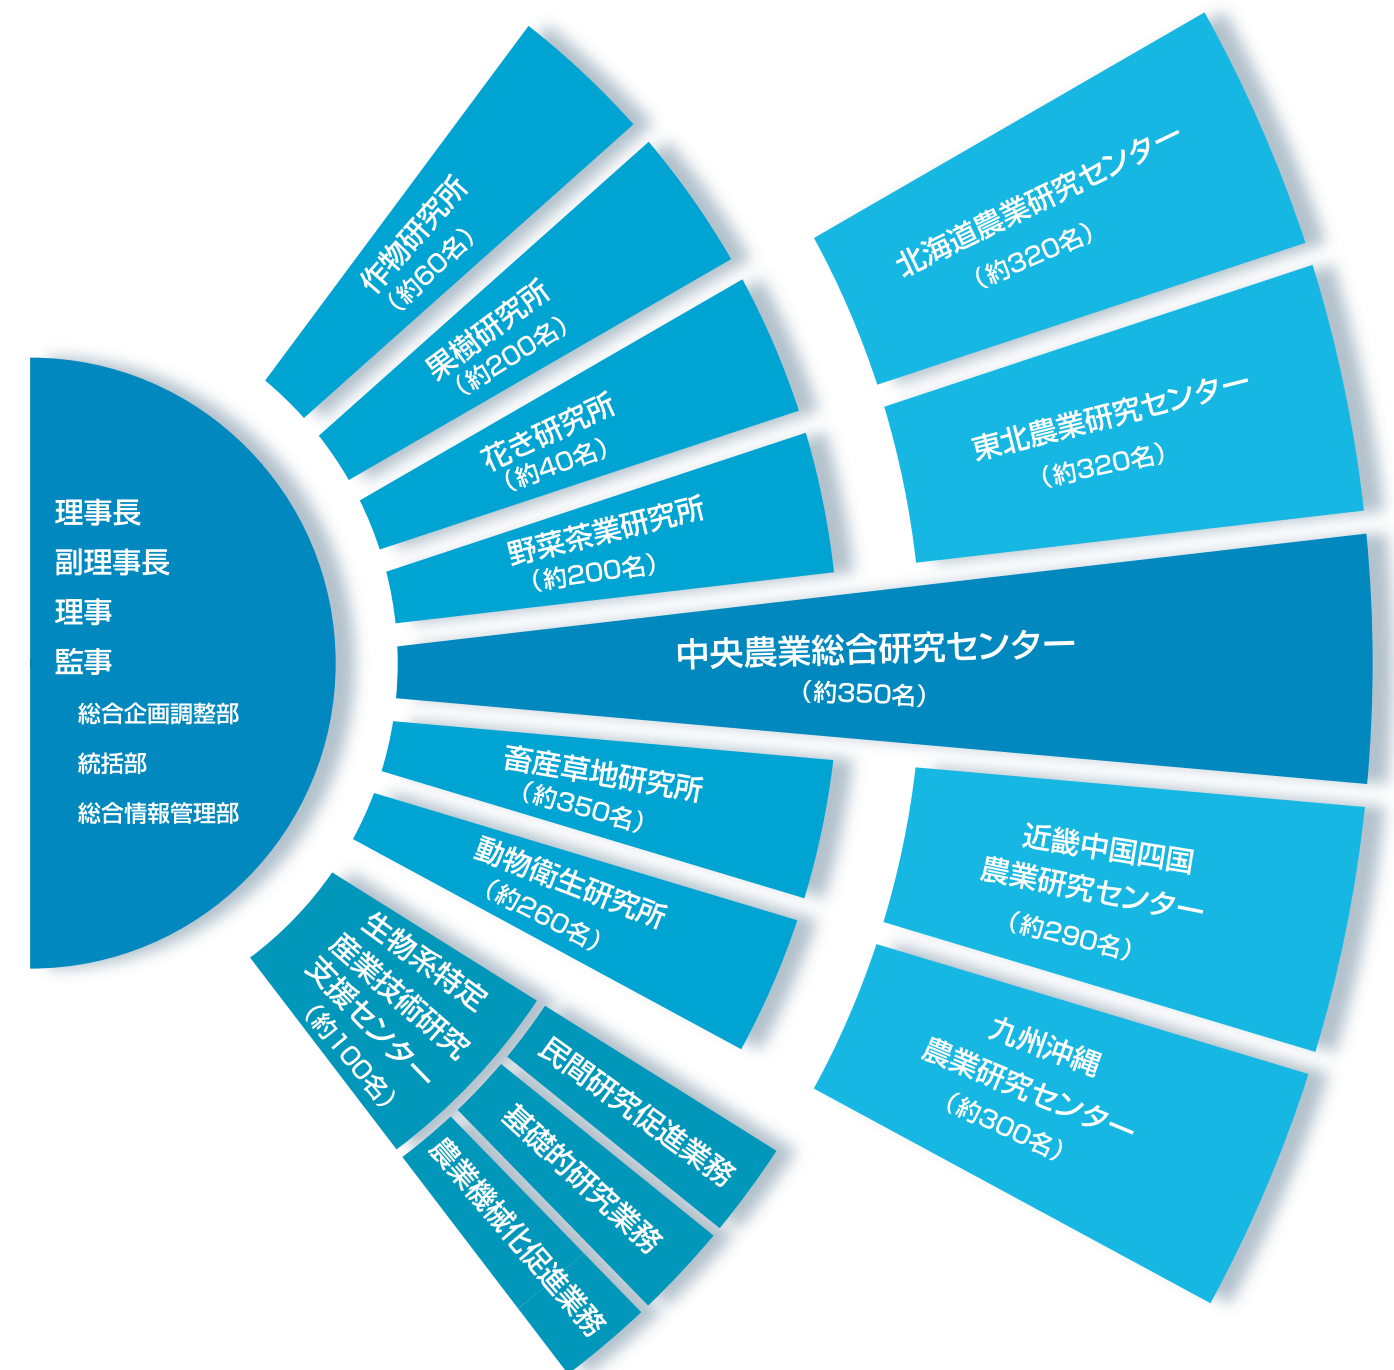 理事長
副理事長
理事
監事
総合企画調整部
統括部
総合情報管理部
作物研究所
（約60名）
果樹研究所
（約200名）
花き研究所
（約40名）
野菜茶業研究所
（約200名）
中央農業総合研究センター
（約350名）
畜産草地研究所
（約350名）
動物衛生研究所
（約260名）
生物系特定
産業技術研究
支援センター
（約100名）
民間研究促進業務
基礎的研究業務
農業機械化促進業務
北海道農業研究センター
（約320名）
東北農業研究センター
（約320名）
近畿中国四国
農業研究センター
（約290名）
九州沖縄
農業研究センター
（約300名）